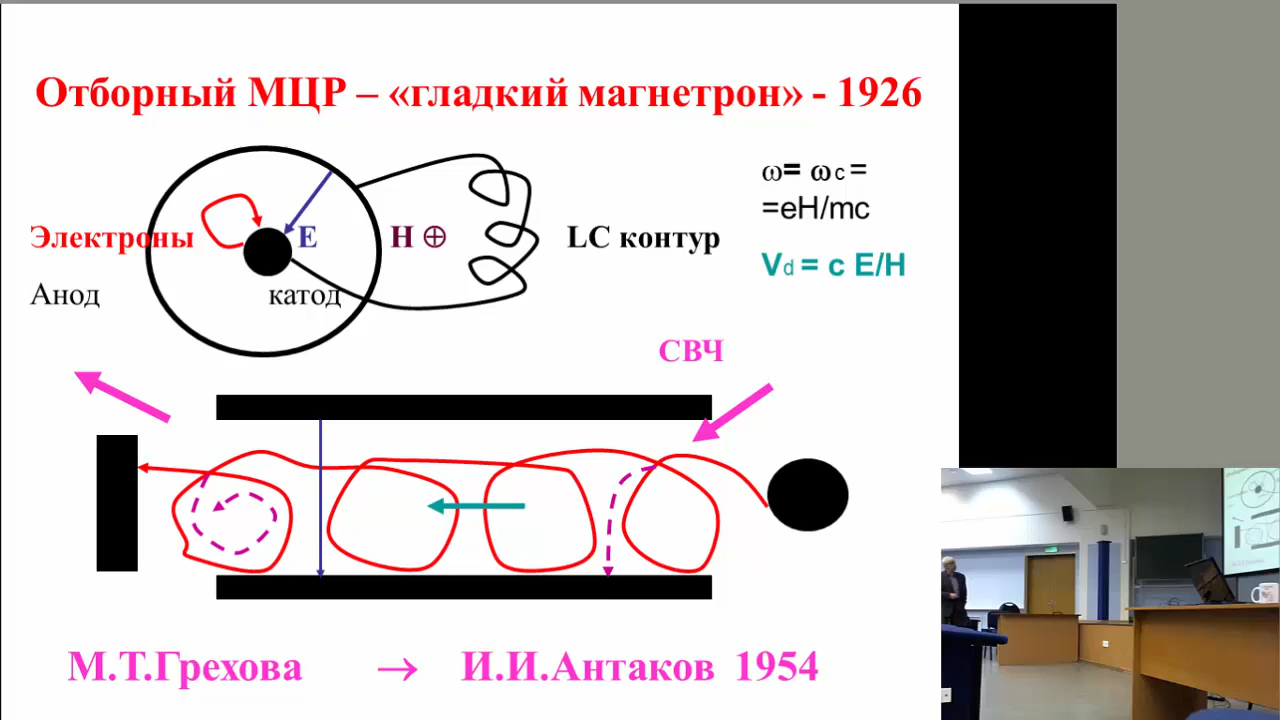 Отборный МЦР – «гладкий магнетрон» - 1926
ω= ωc =
=eH/mc
Электроны E H ⊕ LC контур
Vd = c E/H
Анод катод
СВЧ
М.Т.Грехова → И.И.Антаков 1954